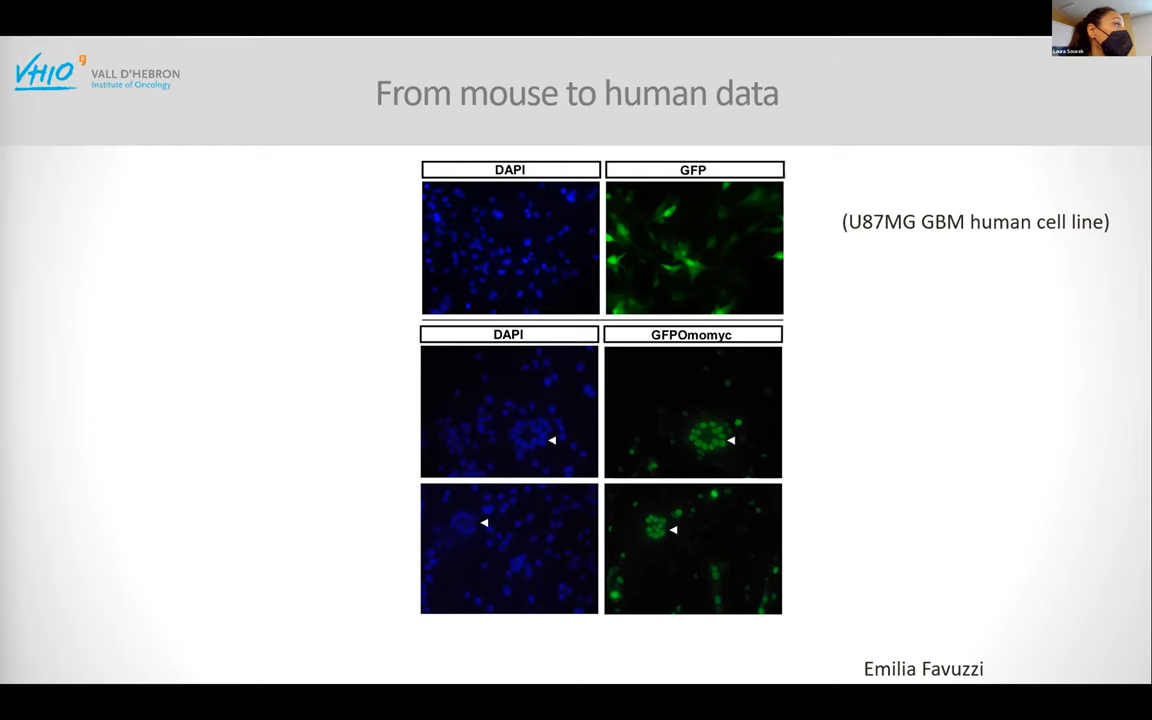 Laura Soucek
VHIO
VALL D'HEBRON
Institute of Oncology
From mouse to human data
DAPI
GFP
(U87MG GBM human cell line)
DAPI
GFPOmomyc
Emilia Favuzzi